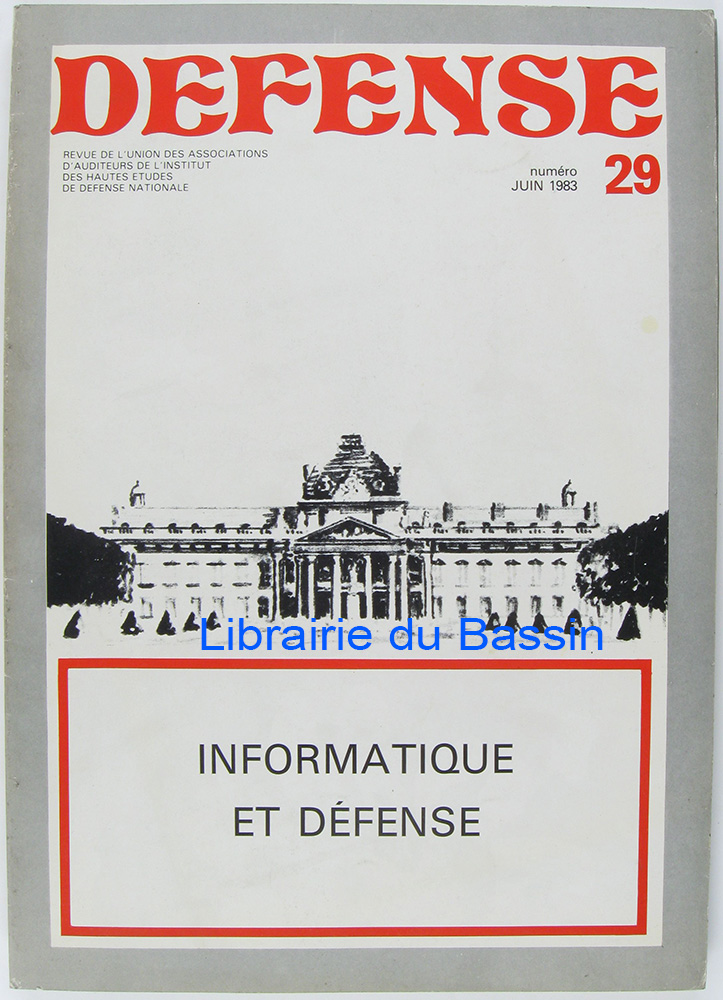 DEFENSE
REVUE DE L'UNION DES ASSOCIATIONS
D'AUDITEURS DE L'INSTITUT
DES HAUTES ETUDES
DE DEFENSE NATIONALE
numéro
JUIN 1983
29
Librairie du Bassin
INFORMATIQUE
ET DÉFENSE